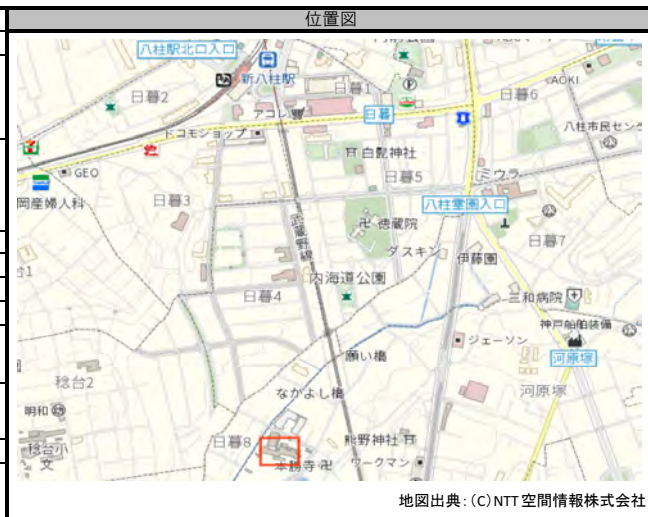 位置図
八柱駅北口入口
新八柱駅
日暮1
日暮2
アコレ
日暮
日暮6
AOKI
ドコモショップ
八柱市民セン
GEO
白髭神社
ミウラ
岡産婦人科
日暮5
日暮3
八柱霊園入口
徳蔵院
武蔵野線
日暮7
ダスキン
伊藤園
台1
内海道公園
日暮4
三和病院
神戸船舶装備
ジェーソン
願い橋
河原塚
稔台2
なかよし橋
河原塚
明和
日暮8
熊野神社
稔台小
文
本勝寺
ワークマン
地図出典:(C)NTT空間情報株式会社